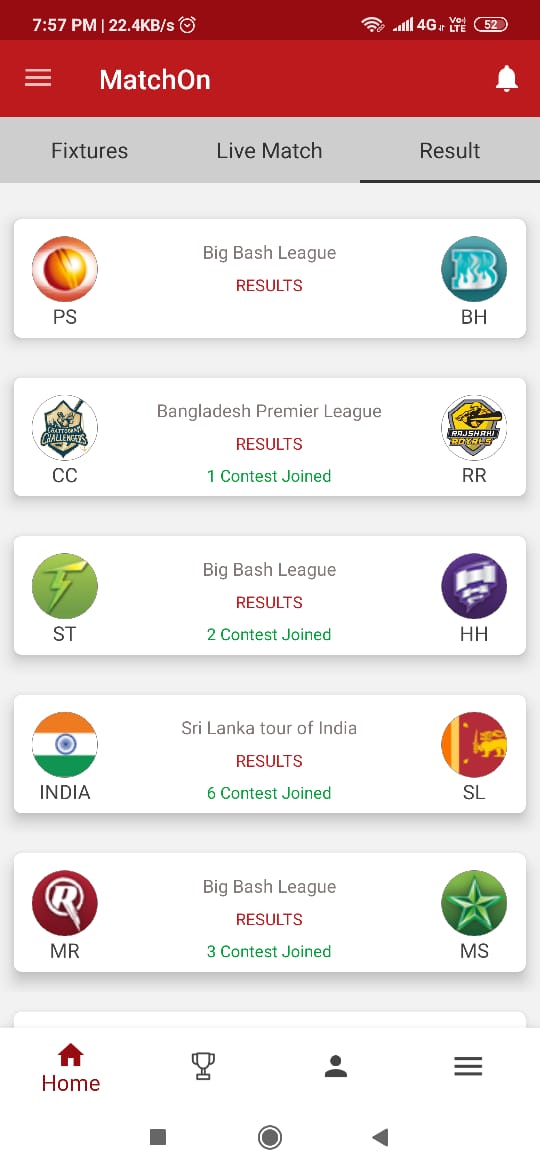 7:57 PM | 22.4KB/s
4G Vo) LTE 52
MatchOn
Fixtures Live Match Result
Big Bash League
RESULTS
PS BH
Bangladesh Premier League
CHATTOGRAM CHALLENGERS
RAJSHAHI ROYALS
RESULTS
CC 1 Contest Joined RR
Big Bash League
RESULTS
ST 2 Contest Joined HH
Sri Lanka tour of India
RESULTS
INDIA 6 Contest Joined SL
Big Bash League
R
RESULTS
MR 3 Contest Joined MS
Home